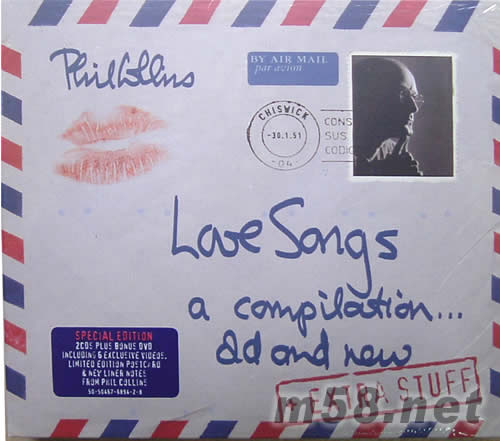 Phil Collins
BY AIR MAIL
par avion
CHISWICK
-30.1.51
-04-
CONS
SUS
CODIC
Love Songs
a compilation...
old and new
SPECIAL EDITION
2CDS PLUS BONUS DVD
INCLUDING 6 EXCLUSIVE VIDEOS,
LIMITED EDITION POSTCARD
& NEW LINER NOTES
FROM PHIL COLLINS
EXTRA STUFF
m58.net